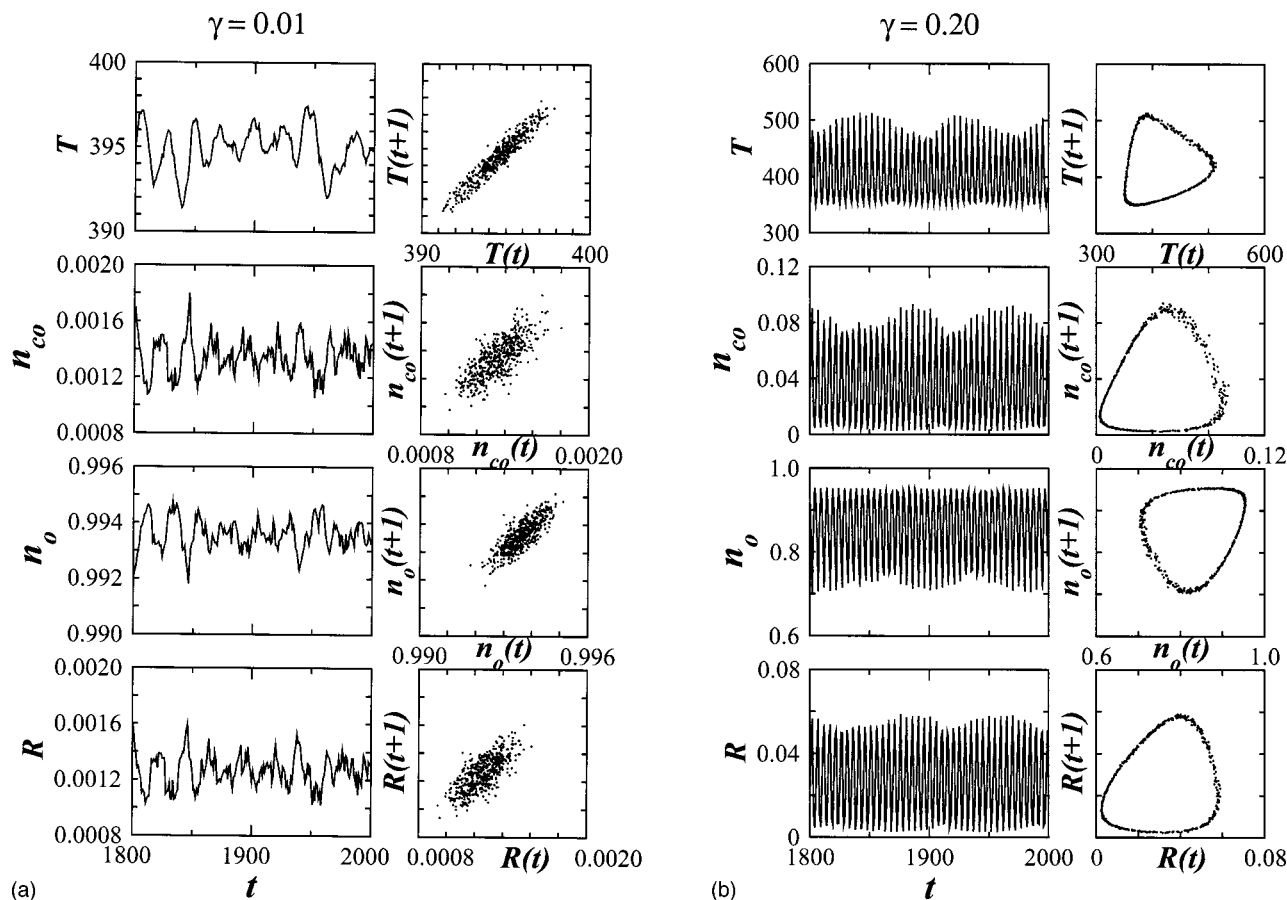 γ = 0.01
400
395
390
T
T(t+1)
390
T(t)
400
0.0020
0.0016
0.0012
0.0008
n_co
n_co(t+1)
0.0008
n_co(t)
0.0020
0.996
0.994
0.992
0.990
n_o
n_o(t+1)
0.990
n_o(t)
0.996
0.0020
0.0016
0.0012
0.0008
R
R(t+1)
1800
1900
2000
0.0008
R(t)
0.0020
t
(a)
γ = 0.20
600
500
400
300
T
T(t+1)
300
T(t)
600
0.12
0.08
0.04
0
n_co
n_co(t+1)
0
n_co(t)
0.12
1.0
0.9
0.8
0.6
n_o
n_o(t+1)
0.6
n_o(t)
1.0
0.08
0.04
0
R
R(t+1)
1800
1900
2000
0
R(t)
0.08
t
(b)